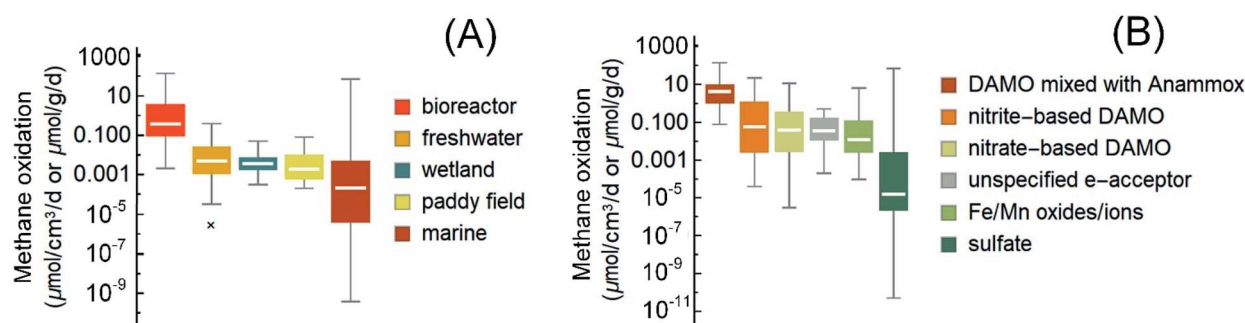 (A)
Methane oxidation
(μmol/cm³/d or μmol/g/d)
1000
10
0.100
0.001
10⁻⁵
10⁻⁷
10⁻⁹
bioreactor
freshwater
wetland
paddy field
marine
(B)
Methane oxidation
(μmol/cm³/d or μmol/g/d)
1000
10
0.100
0.001
10⁻⁵
10⁻⁷
10⁻⁹
10⁻¹¹
DAMO mixed with Anammox
nitrite-based DAMO
nitrate-based DAMO
unspecified e-acceptor
Fe/Mn oxides/ions
sulfate